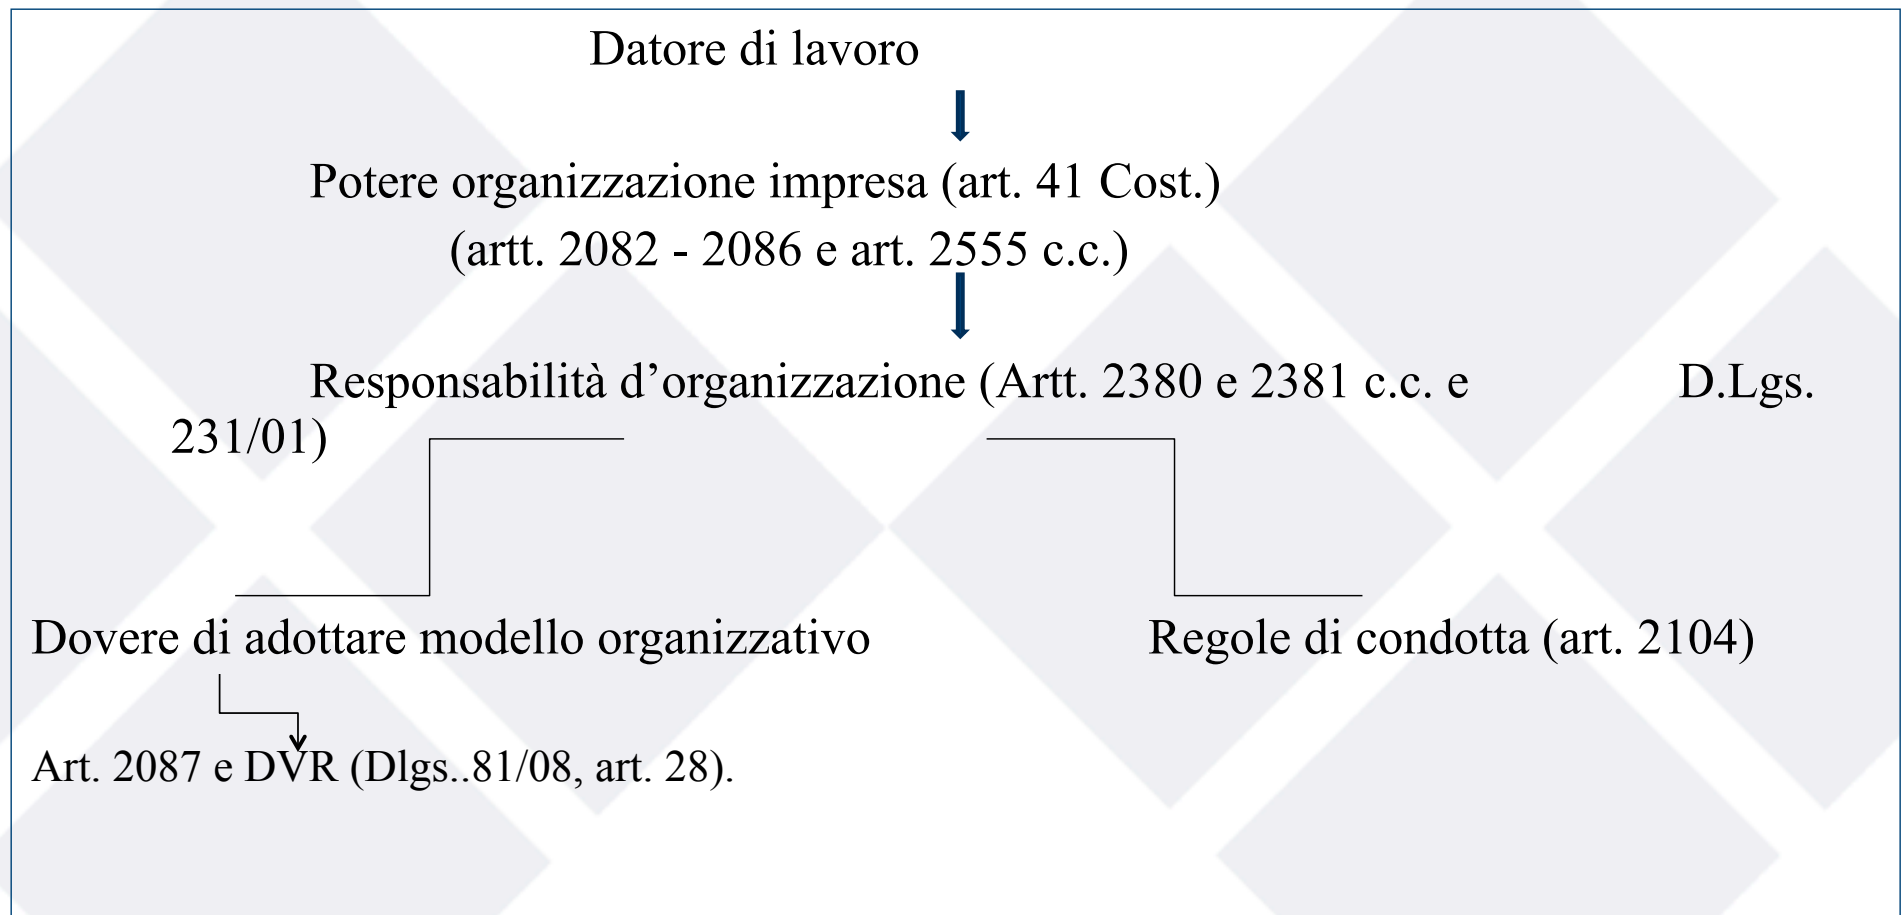 Datore di lavoro
Potere organizzazione impresa (art. 41 Cost.)
(artt. 2082 - 2086 e art. 2555 c.c.)
Responsabilità d’organizzazione (Artt. 2380 e 2381 c.c. e D.Lgs.
231/01)
Dovere di adottare modello organizzativo Regole di condotta (art. 2104)
Art. 2087 e DVR (Dlgs..81/08, art. 28).